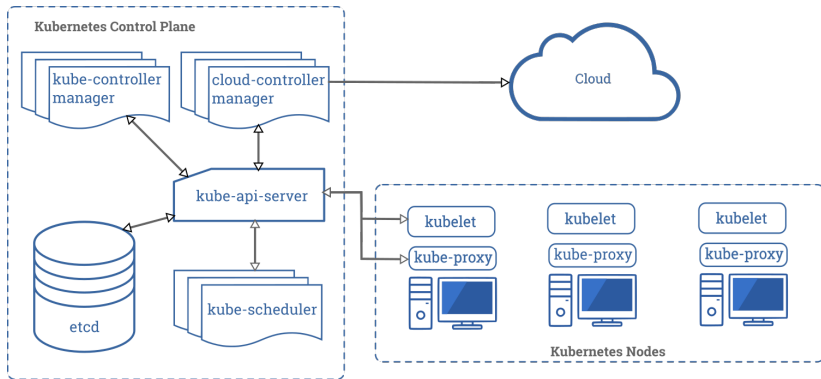 Kubernetes Control Plane
kube-controller
manager
cloud-controller
manager
Cloud
kube-api-server
kubelet
kubelet
kubelet
kube-proxy
kube-proxy
kube-proxy
etcd
kube-scheduler
Kubernetes Nodes